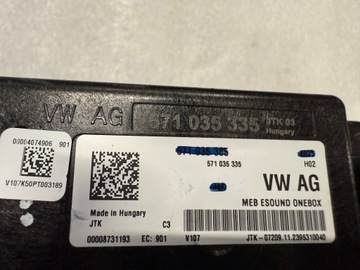 VW AG 571 035 335 JTK 03
Hungary
00004074906 901
V107K50PT003189
571 035 335
571 035 335 H02
VW AG
MEB ESOUND ONEBOX
Made in Hungary
JTK C3
00008731193 EC: 901 V107 JTK-07209.11.2395310040